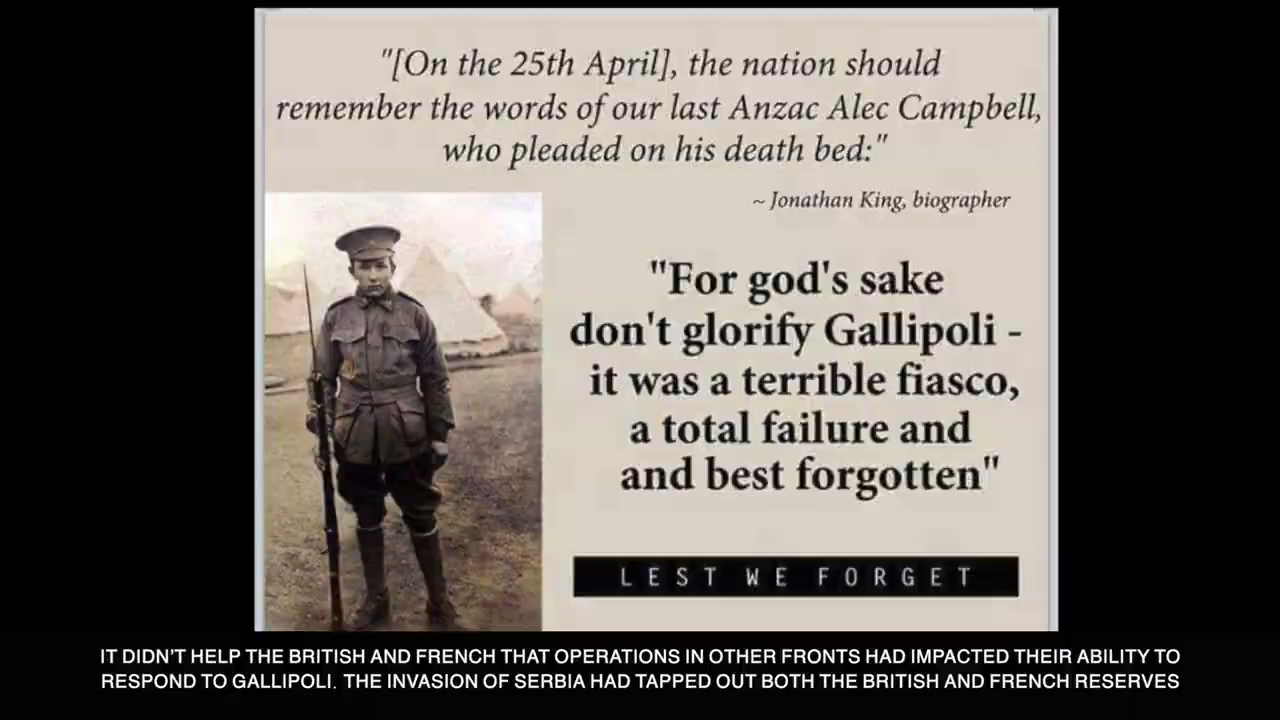 "[On the 25th April], the nation should
remember the words of our last Anzac Alec Campbell,
who pleaded on his death bed:"
~ Jonathan King, biographer
"For god's sake
don't glorify Gallipoli -
it was a terrible fiasco,
a total failure and
and best forgotten"
LEST WE FORGET
IT DIDN'T HELP THE BRITISH AND FRENCH THAT OPERATIONS IN OTHER FRONTS HAD IMPACTED THEIR ABILITY TO
RESPOND TO GALLIPOLI. THE INVASION OF SERBIA HAD TAPPED OUT BOTH THE BRITISH AND FRENCH RESERVES